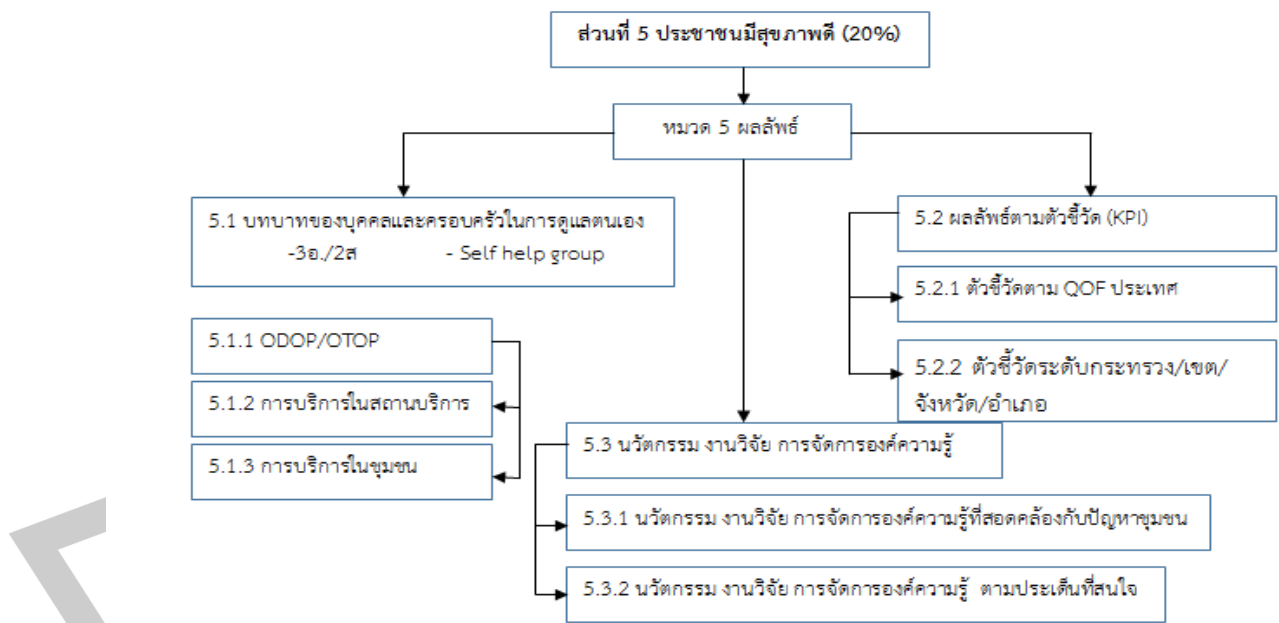 ส่วนที่ 5 ประชาชนมีสุขภาพดี (20%)
หมวด 5 ผลลัพธ์
5.1 บทบาทของบุคคลและครอบครัวในการดูแลตนเอง
-3อ./2ส - Self help group
5.1.1 ODOP/OTOP
5.1.2 การบริการในสถานบริการ
5.1.3 การบริการในชุมชน
5.2 ผลลัพธ์ตามตัวชี้วัด (KPI)
5.2.1 ตัวชี้วัดตาม QOF ประเทศ
5.2.2 ตัวชี้วัดระดับกระทรวง/เขต/
จังหวัด/อำเภอ
5.3 นวัตกรรม งานวิจัย การจัดการองค์ความรู้
5.3.1 นวัตกรรม งานวิจัย การจัดการองค์ความรู้ที่สอดคล้องกับปัญหาชุมชน
5.3.2 นวัตกรรม งานวิจัย การจัดการองค์ความรู้ ตามประเด็นที่สนใจ